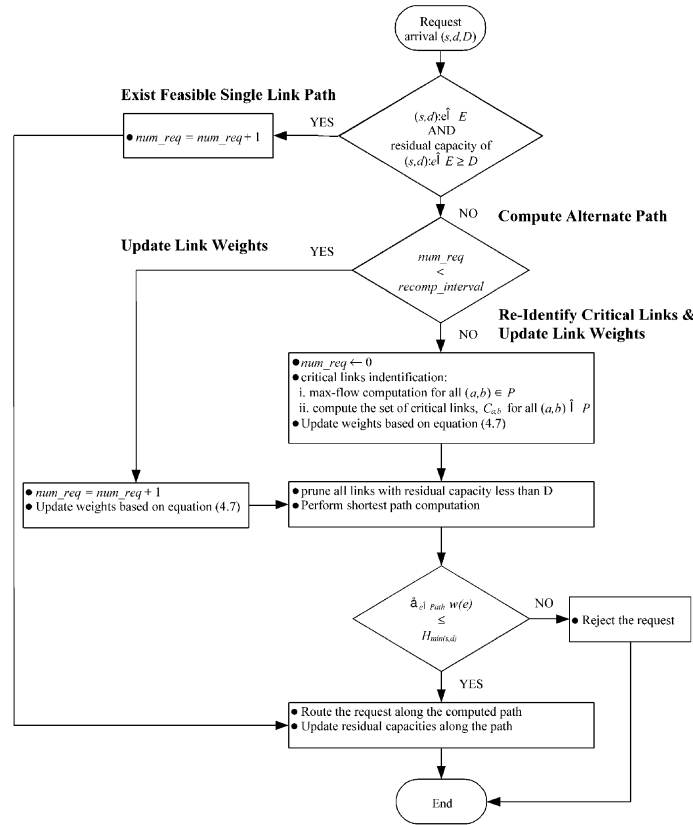 Request
arrival (s,d,D)
Exist Feasible Single Link Path
YES
● num_req = num_req + 1
(s,d):eÎ E
AND
residual capacity of
(s,d):eÎ E ≥ D
NO
Compute Alternate Path
Update Link Weights
YES
num_req
<
recomp_interval
Re-Identify Critical Links &
Update Link Weights
NO
● num_req ← 0
● critical links indentification:
i. max-flow computation for all (a,b) ∈ P
ii. compute the set of critical links, Ca,b for all (a,b) Î P
● Update weights based on equation (4.7)
● num_req = num_req + 1
● Update weights based on equation (4.7)
● prune all links with residual capacity less than D
● Perform shortest path computation
å eÎ Path w(e)
≤
Hmin(s,d)
NO
● Reject the request
YES
● Route the request along the computed path
● Update residual capacities along the path
End